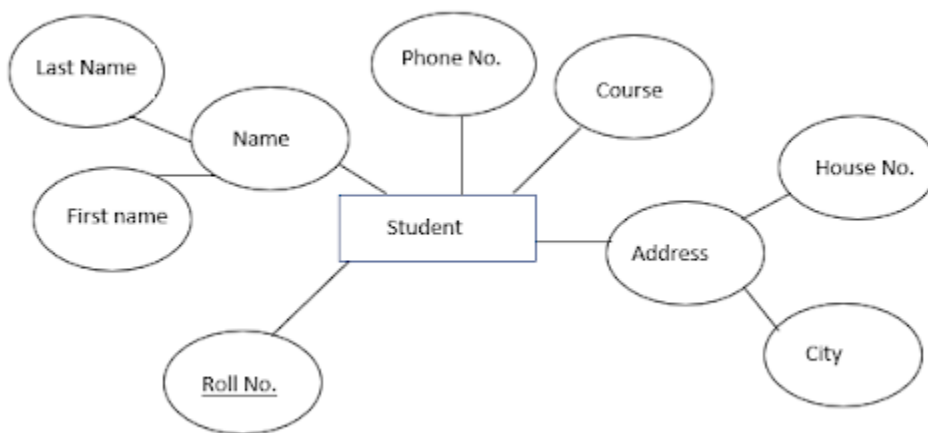 Last Name
Phone No.
Course
Name
House No.
First name
Student
Address
City
Roll No.